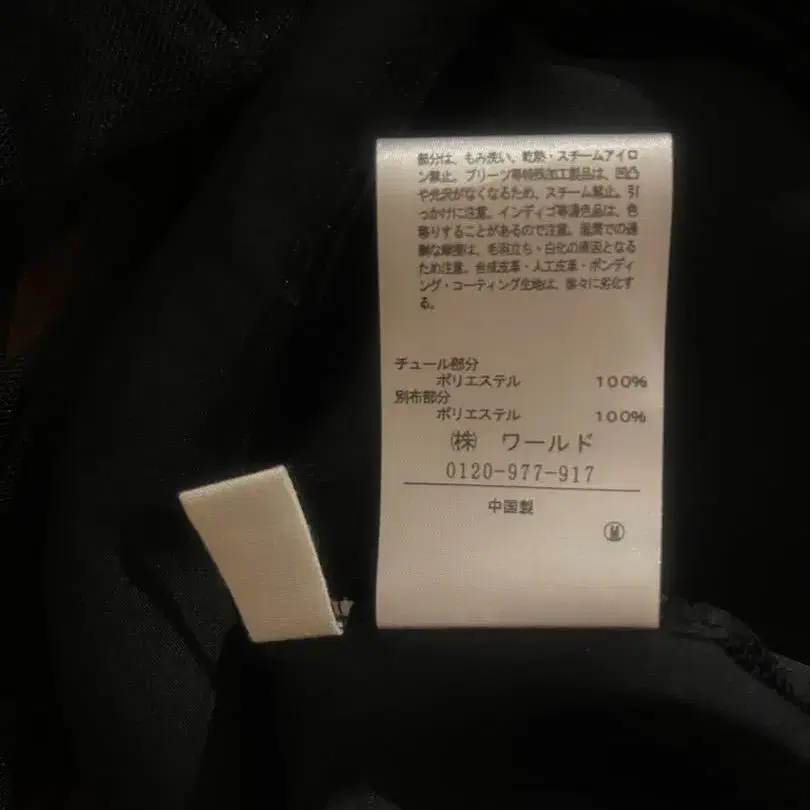 部分は、もみ洗い、乾熱・スチームアイロ
ン禁止。プリーツ等特殊加工製品は、凹凸
や光沢がなくなるため、スチーム禁止。引
っかけに注意。インディゴ等濃色品は、色
移りすることがあるので注意。着用での過
剰な摩擦は、毛羽立ち・白化の原因となる
ため注意。合成皮革・人工皮革・ボンディ
ング・コーティング生地は、徐々に劣化す
る。
チュール部分
ポリエステル 100%
別布部分
ポリエステル 100%
㈱ ワールド
0120-977-917
中国製
Ⓜ